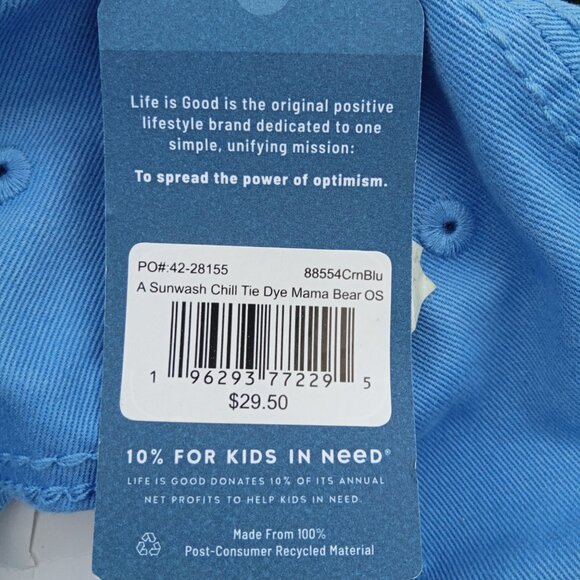 Life is Good is the original positive
lifestyle brand dedicated to one
simple, unifying mission:
To spread the power of optimism.
PO#:42-28155 88554CrnBlu
A Sunwash Chill Tie Dye Mama Bear OS
1 96293 77229 5
$29.50
10% FOR KIDS IN NeeD®
LIFE IS GOOD DONATES 10% OF ITS ANNUAL
NET PROFITS TO HELP KIDS IN NEED.
Made From 100%
Post-Consumer Recycled Material